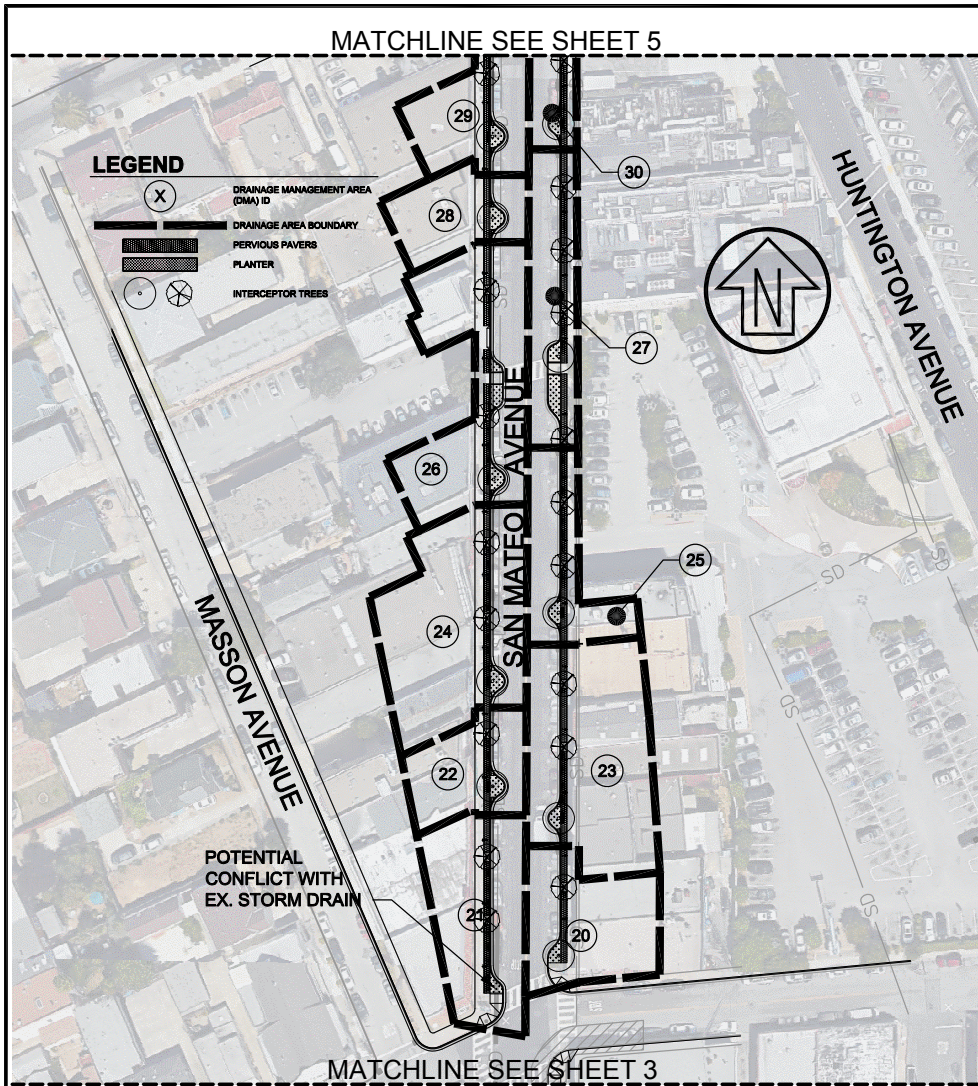 MATCHLINE SEE SHEET 5
29
30
LEGEND
X
DRAINAGE MANAGEMENT AREA
(DMA) ID
DRAINAGE AREA BOUNDARY
PERVIOUS PAVERS
PLANTER
INTERCEPTOR TREES
28
N
HUNTINGTON AVENUE
27
SAN MATEO AVENUE
26
25
SD
SD
24
MASSON AVENUE
SD
22
23
POTENTIAL
CONFLICT WITH
EX. STORM DRAIN
21
20
SD
MATCHLINE SEE SHEET 3